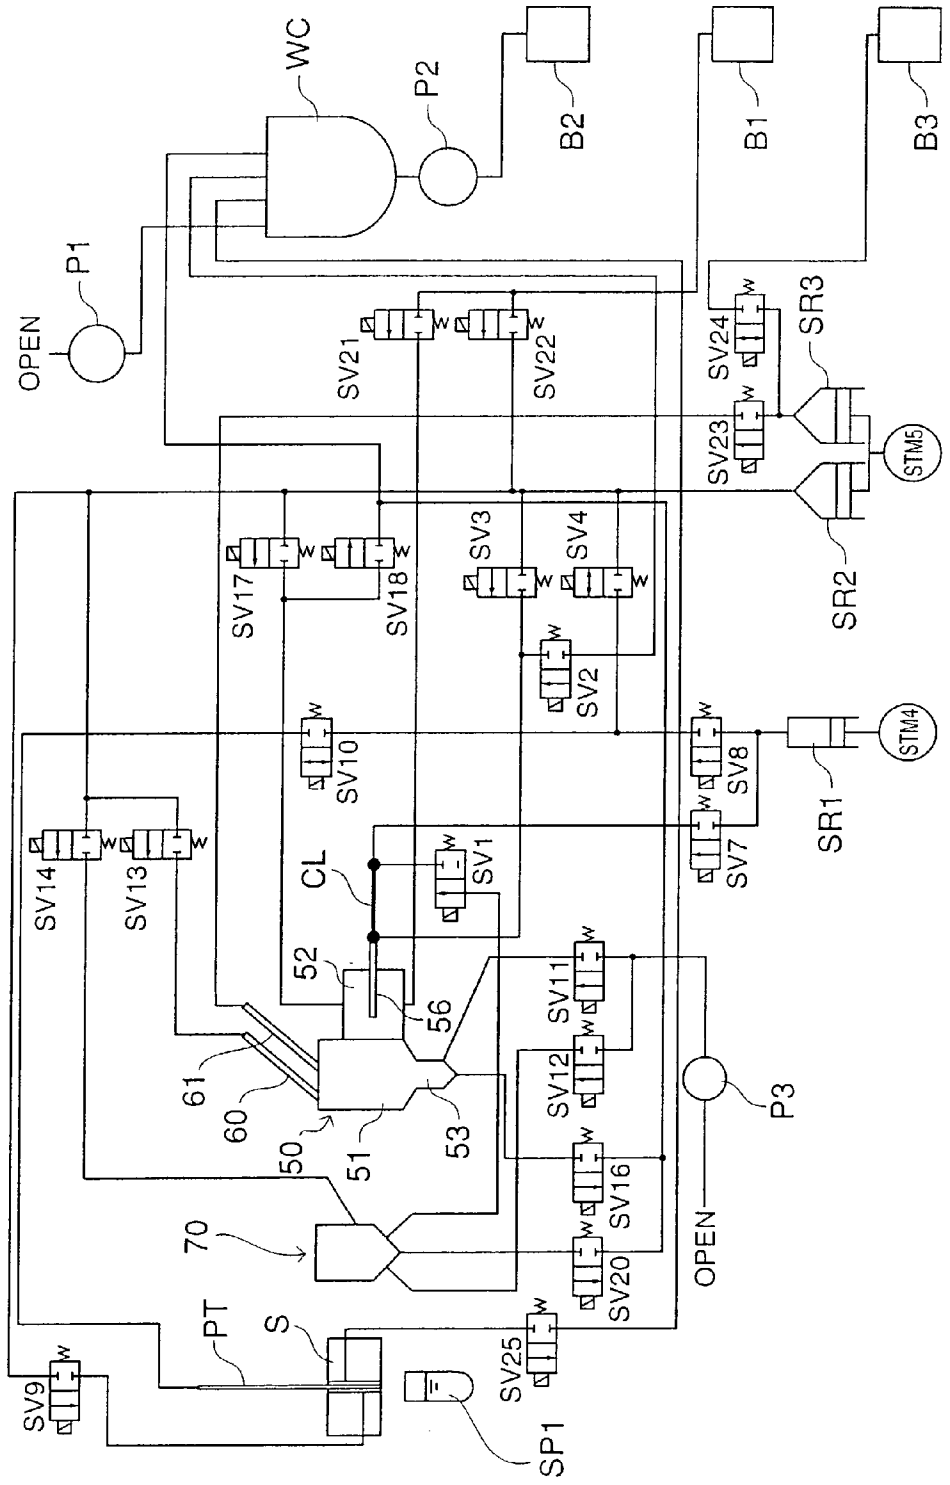 OPEN
P1
WC
P2
B2
B1
B3
SV21
SV22
SV24
SR3
SV23
STM5
SV17
SV18
SV3
SV4
SR2
SV2
SV10
SV8
STM4
SR1
SV7
SV14
SV13
CL
SV1
52
56
61
60
50
51
53
SV11
SV12
P3
SV16
OPEN
70
SV20
PT
S
SV25
SV9
SP1